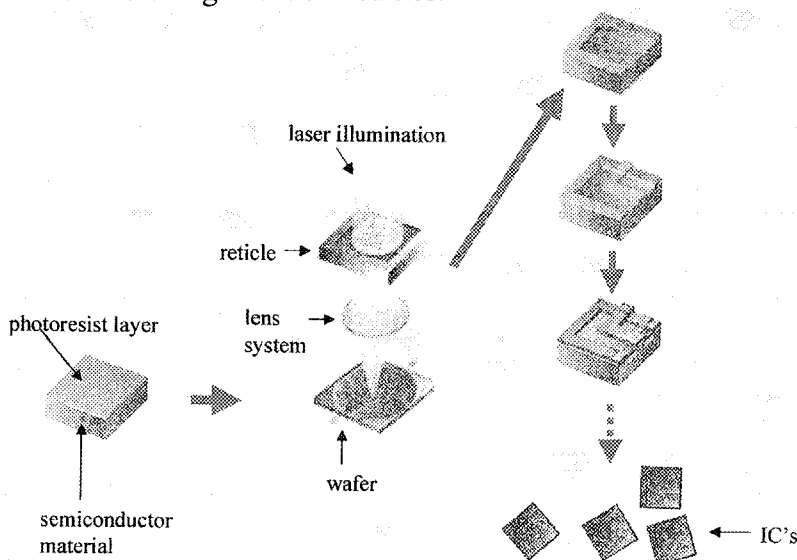 laser illumination
reticle
photoresist layer
lens
system
wafer
semiconductor
material
IC's